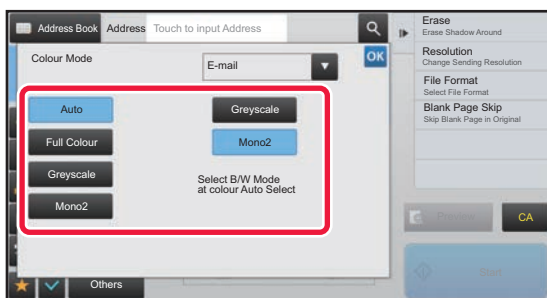 Address Book
Address
Touch to input Address
Colour Mode
E-mail
OK
Auto
Full Colour
Greyscale
Mono2
Greyscale
Mono2
Select B/W Mode
at colour Auto Select
Erase
Erase Shadow Around
Resolution
Change Sending Resolution
File Format
Select File Format
Blank Page Skip
Skip Blank Page in Original
Preview
CA
Start
Others